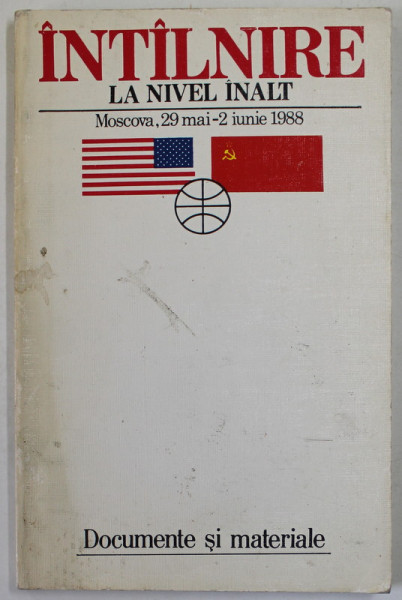 ÎNTÎLNIRE
LA NIVEL ÎNALT
Moscova, 29 mai-2 iunie 1988
Documente și materiale